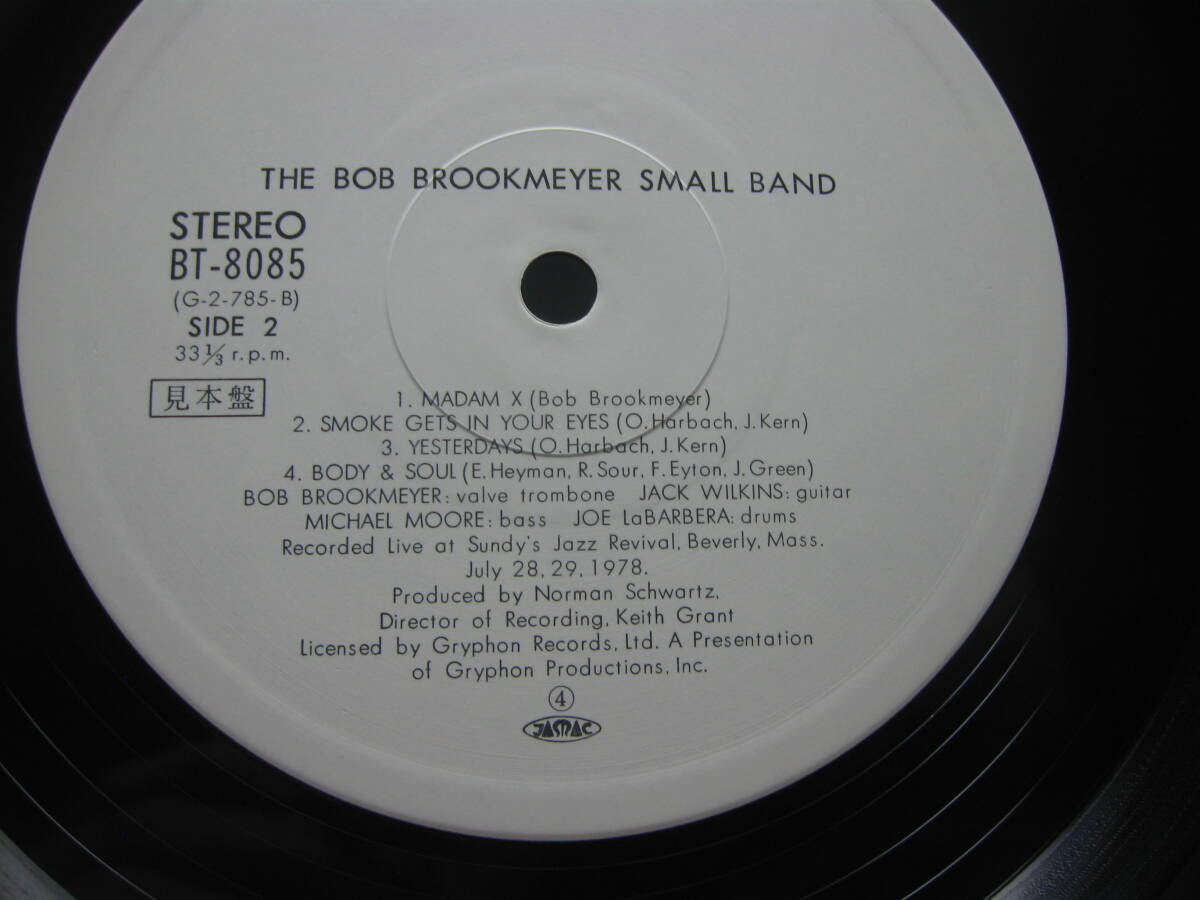 THE BOB BROOKMEYER SMALL BAND
STEREO
BT-8085
(G-2-785-B)
SIDE 2
33 1/3 r.p.m.
見本盤
1. MADAM X (Bob Brookmeyer)
2. SMOKE GETS IN YOUR EYES (O. Harbach, J. Kern)
3. YESTERDAYS (O. Harbach, J. Kern)
4. BODY & SOUL (E. Heyman, R. Sour, F. Eyton, J. Green)
BOB BROOKMEYER: valve trombone JACK WILKINS: guitar
MICHAEL MOORE: bass JOE LaBARBERA: drums
Recorded Live at Sundy's Jazz Revival, Beverly, Mass.
July 28, 29, 1978.
Produced by Norman Schwartz,
Director of Recording, Keith Grant
Licensed by Gryphon Records, Ltd. A Presentation
of Gryphon Productions, Inc.
④
JASRAC